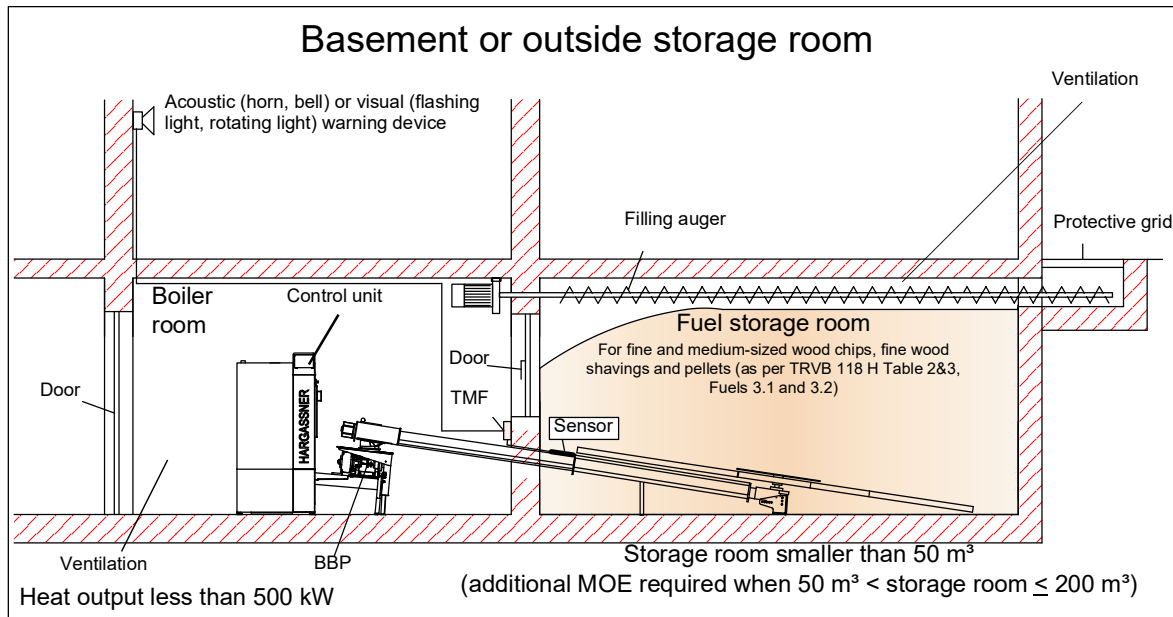 Basement or outside storage room
Acoustic (horn, bell) or visual (flashing
light, rotating light) warning device
Ventilation
Filling auger
Protective grid
Boiler
room
Control unit
Fuel storage room
For fine and medium-sized wood chips, fine wood
shavings and pellets (as per TRVB 118 H Table 2&3,
Fuels 3.1 and 3.2)
Door
Door
TMF
Sensor
HARGASSNER
Ventilation
BBP
Storage room smaller than 50 m³
(additional MOE required when 50 m³ < storage room ≤ 200 m³)
Heat output less than 500 kW